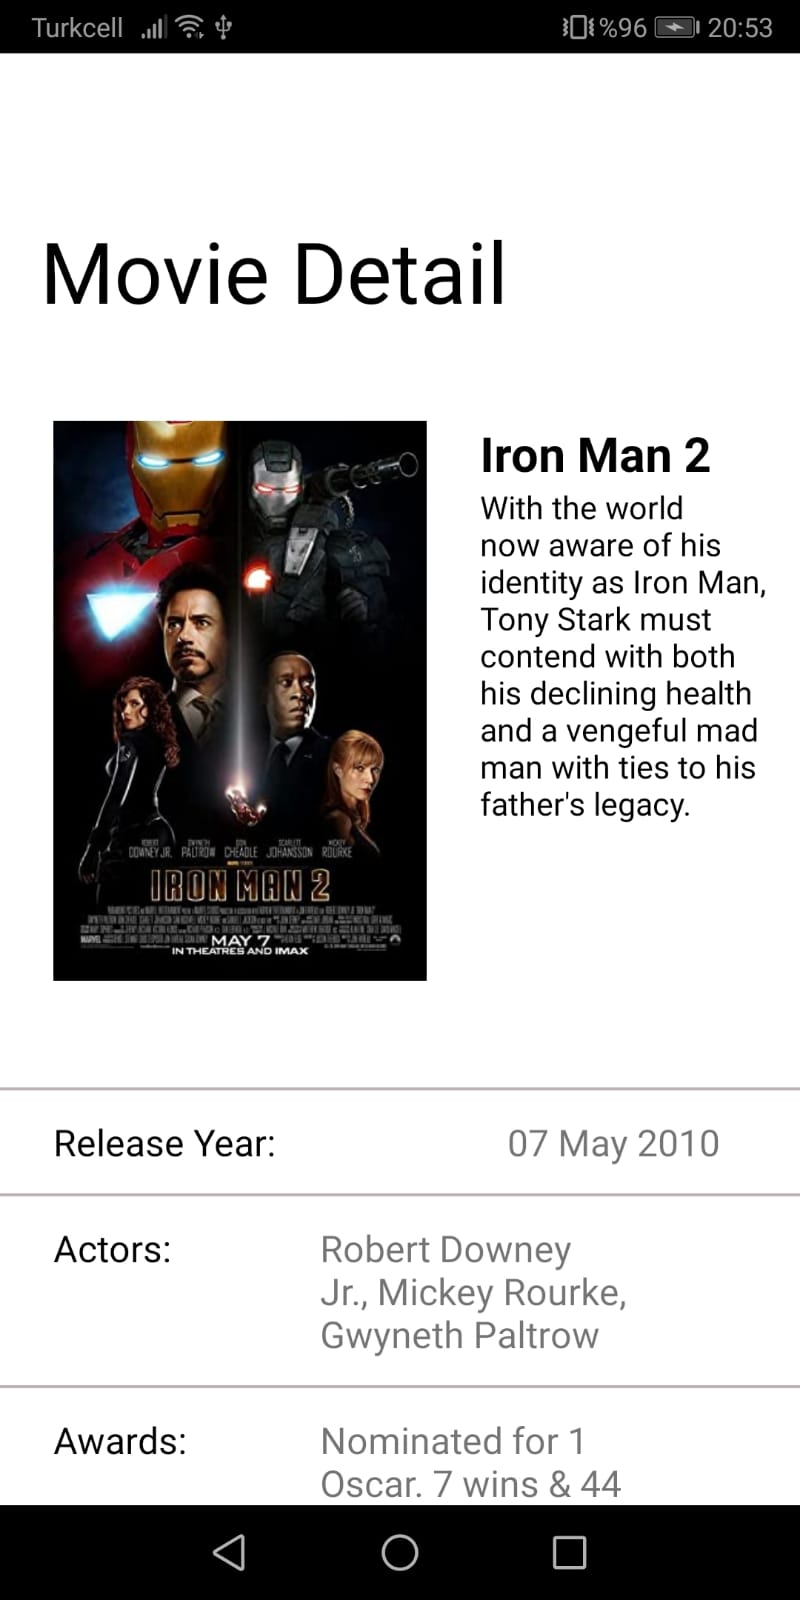 Turkcell %96 20:53
Movie Detail
Iron Man 2
With the world
now aware of his
identity as Iron Man,
Tony Stark must
contend with both
his declining health
and a vengeful mad
man with ties to his
father's legacy.
ROBERT GWYNETH DON SCARLETT MICKEY
DOWNEY JR. PALTROW CHEADLE JOHANSSON ROURKE
IRON MAN 2
MARVEL MAY 7
IN THEATRES AND IMAX
Release Year: 07 May 2010
Actors: Robert Downey
Jr., Mickey Rourke,
Gwyneth Paltrow
Awards: Nominated for 1
Oscar. 7 wins & 44